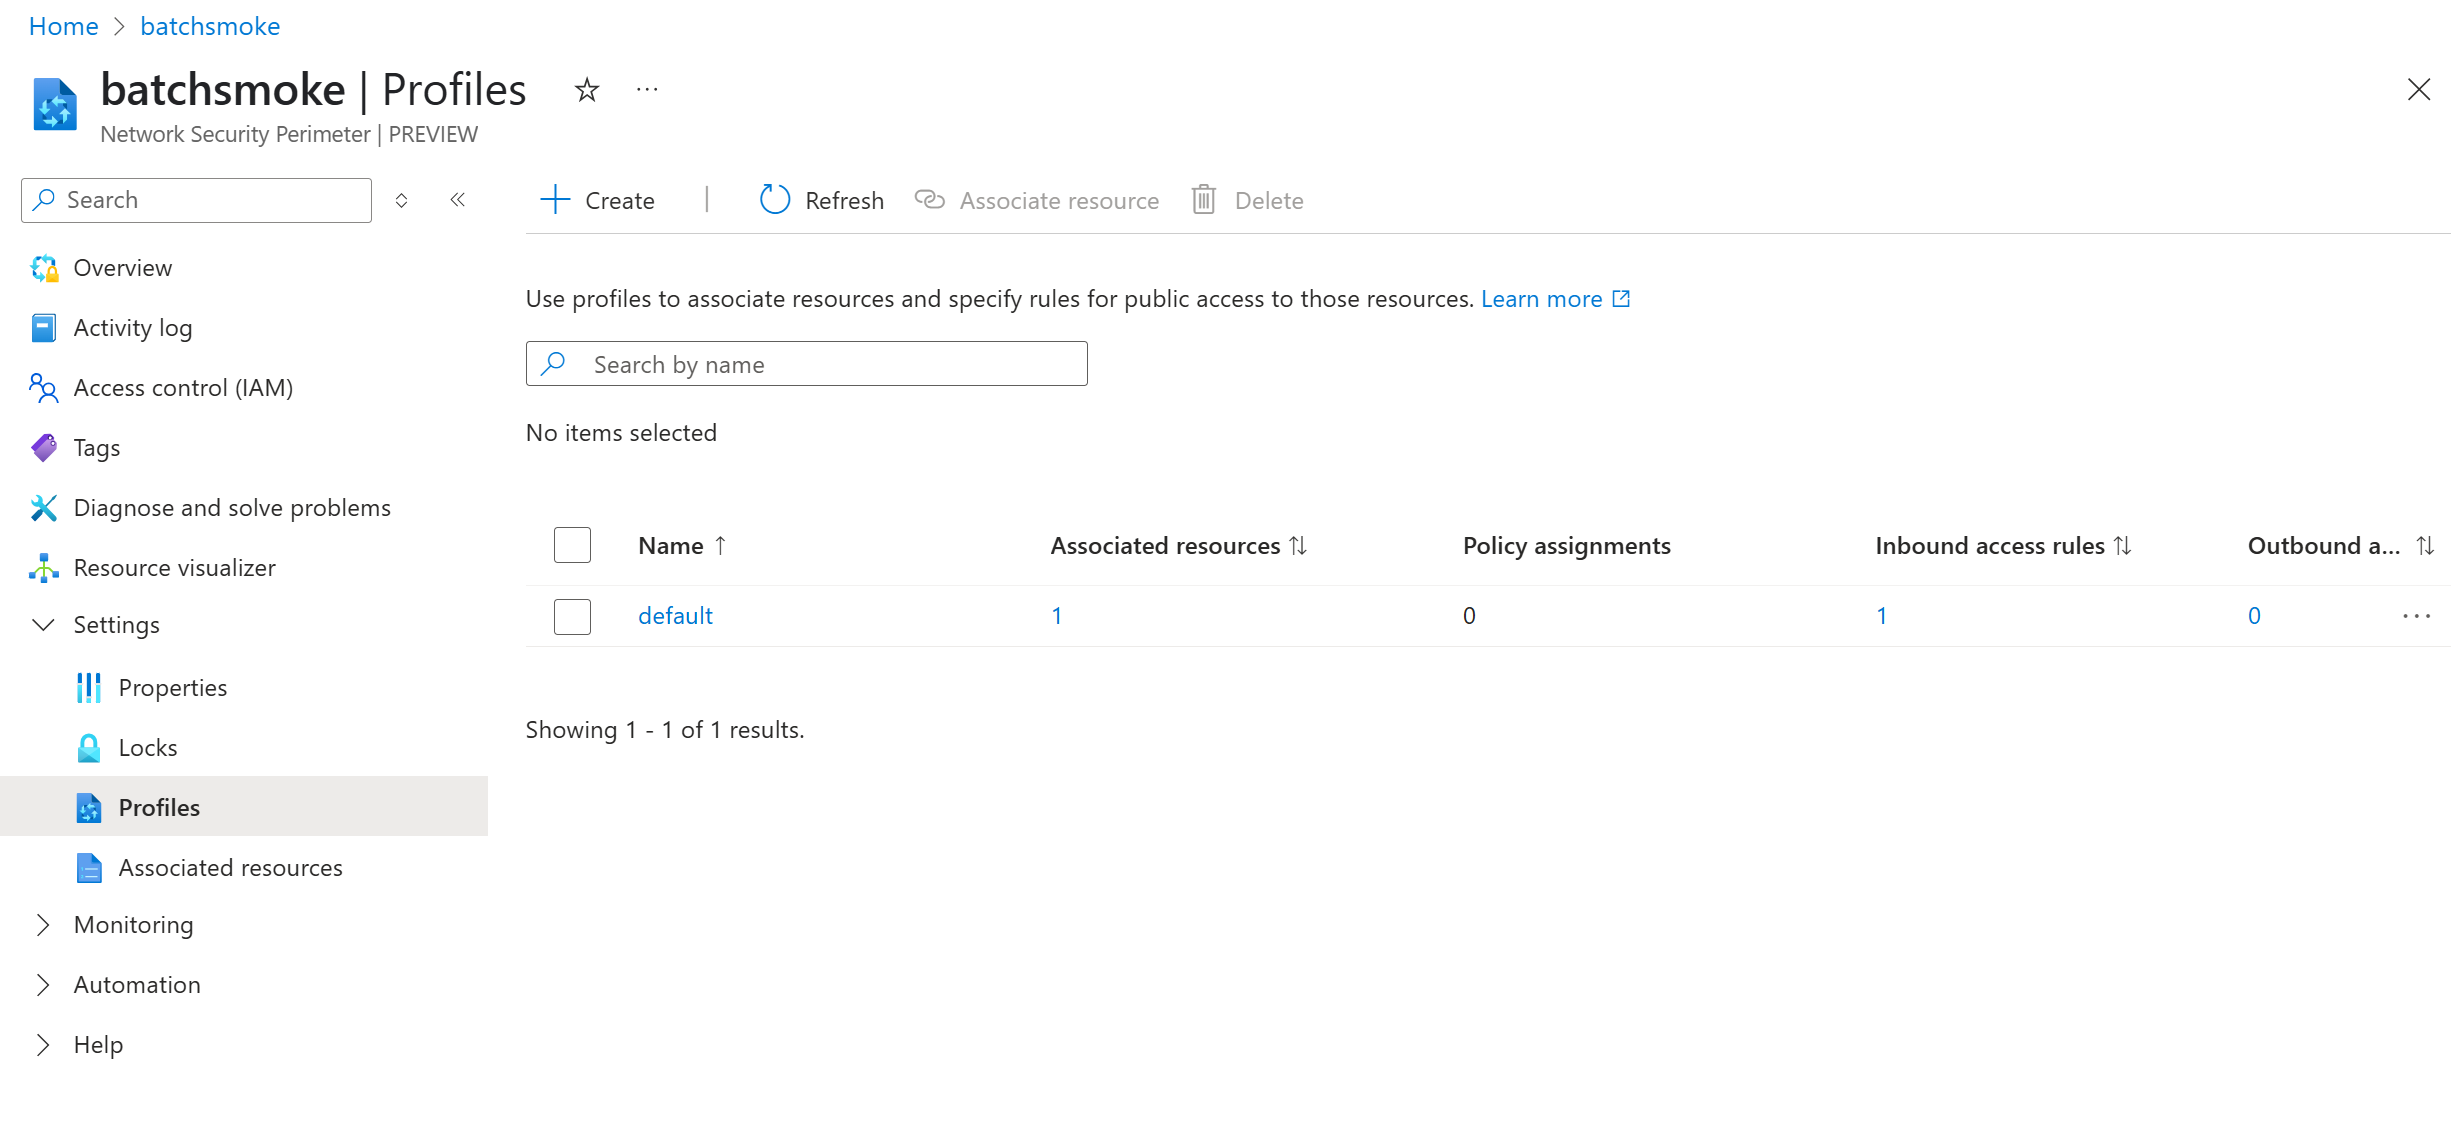 Home > batchsmoke
batchsmoke | Profiles
Network Security Perimeter | PREVIEW
Search
Create | Refresh Associate resource Delete
Overview
Activity log
Access control (IAM)
Tags
Diagnose and solve problems
Resource visualizer
Settings
Properties
Locks
Profiles
Associated resources
Monitoring
Automation
Help
Use profiles to associate resources and specify rules for public access to those resources. Learn more
Search by name
No items selected
Name ↑ Associated resources ↑↓ Policy assignments Inbound access rules ↑↓ Outbound a... ↑↓
default 1 0 1 0 ...
Showing 1 - 1 of 1 results.